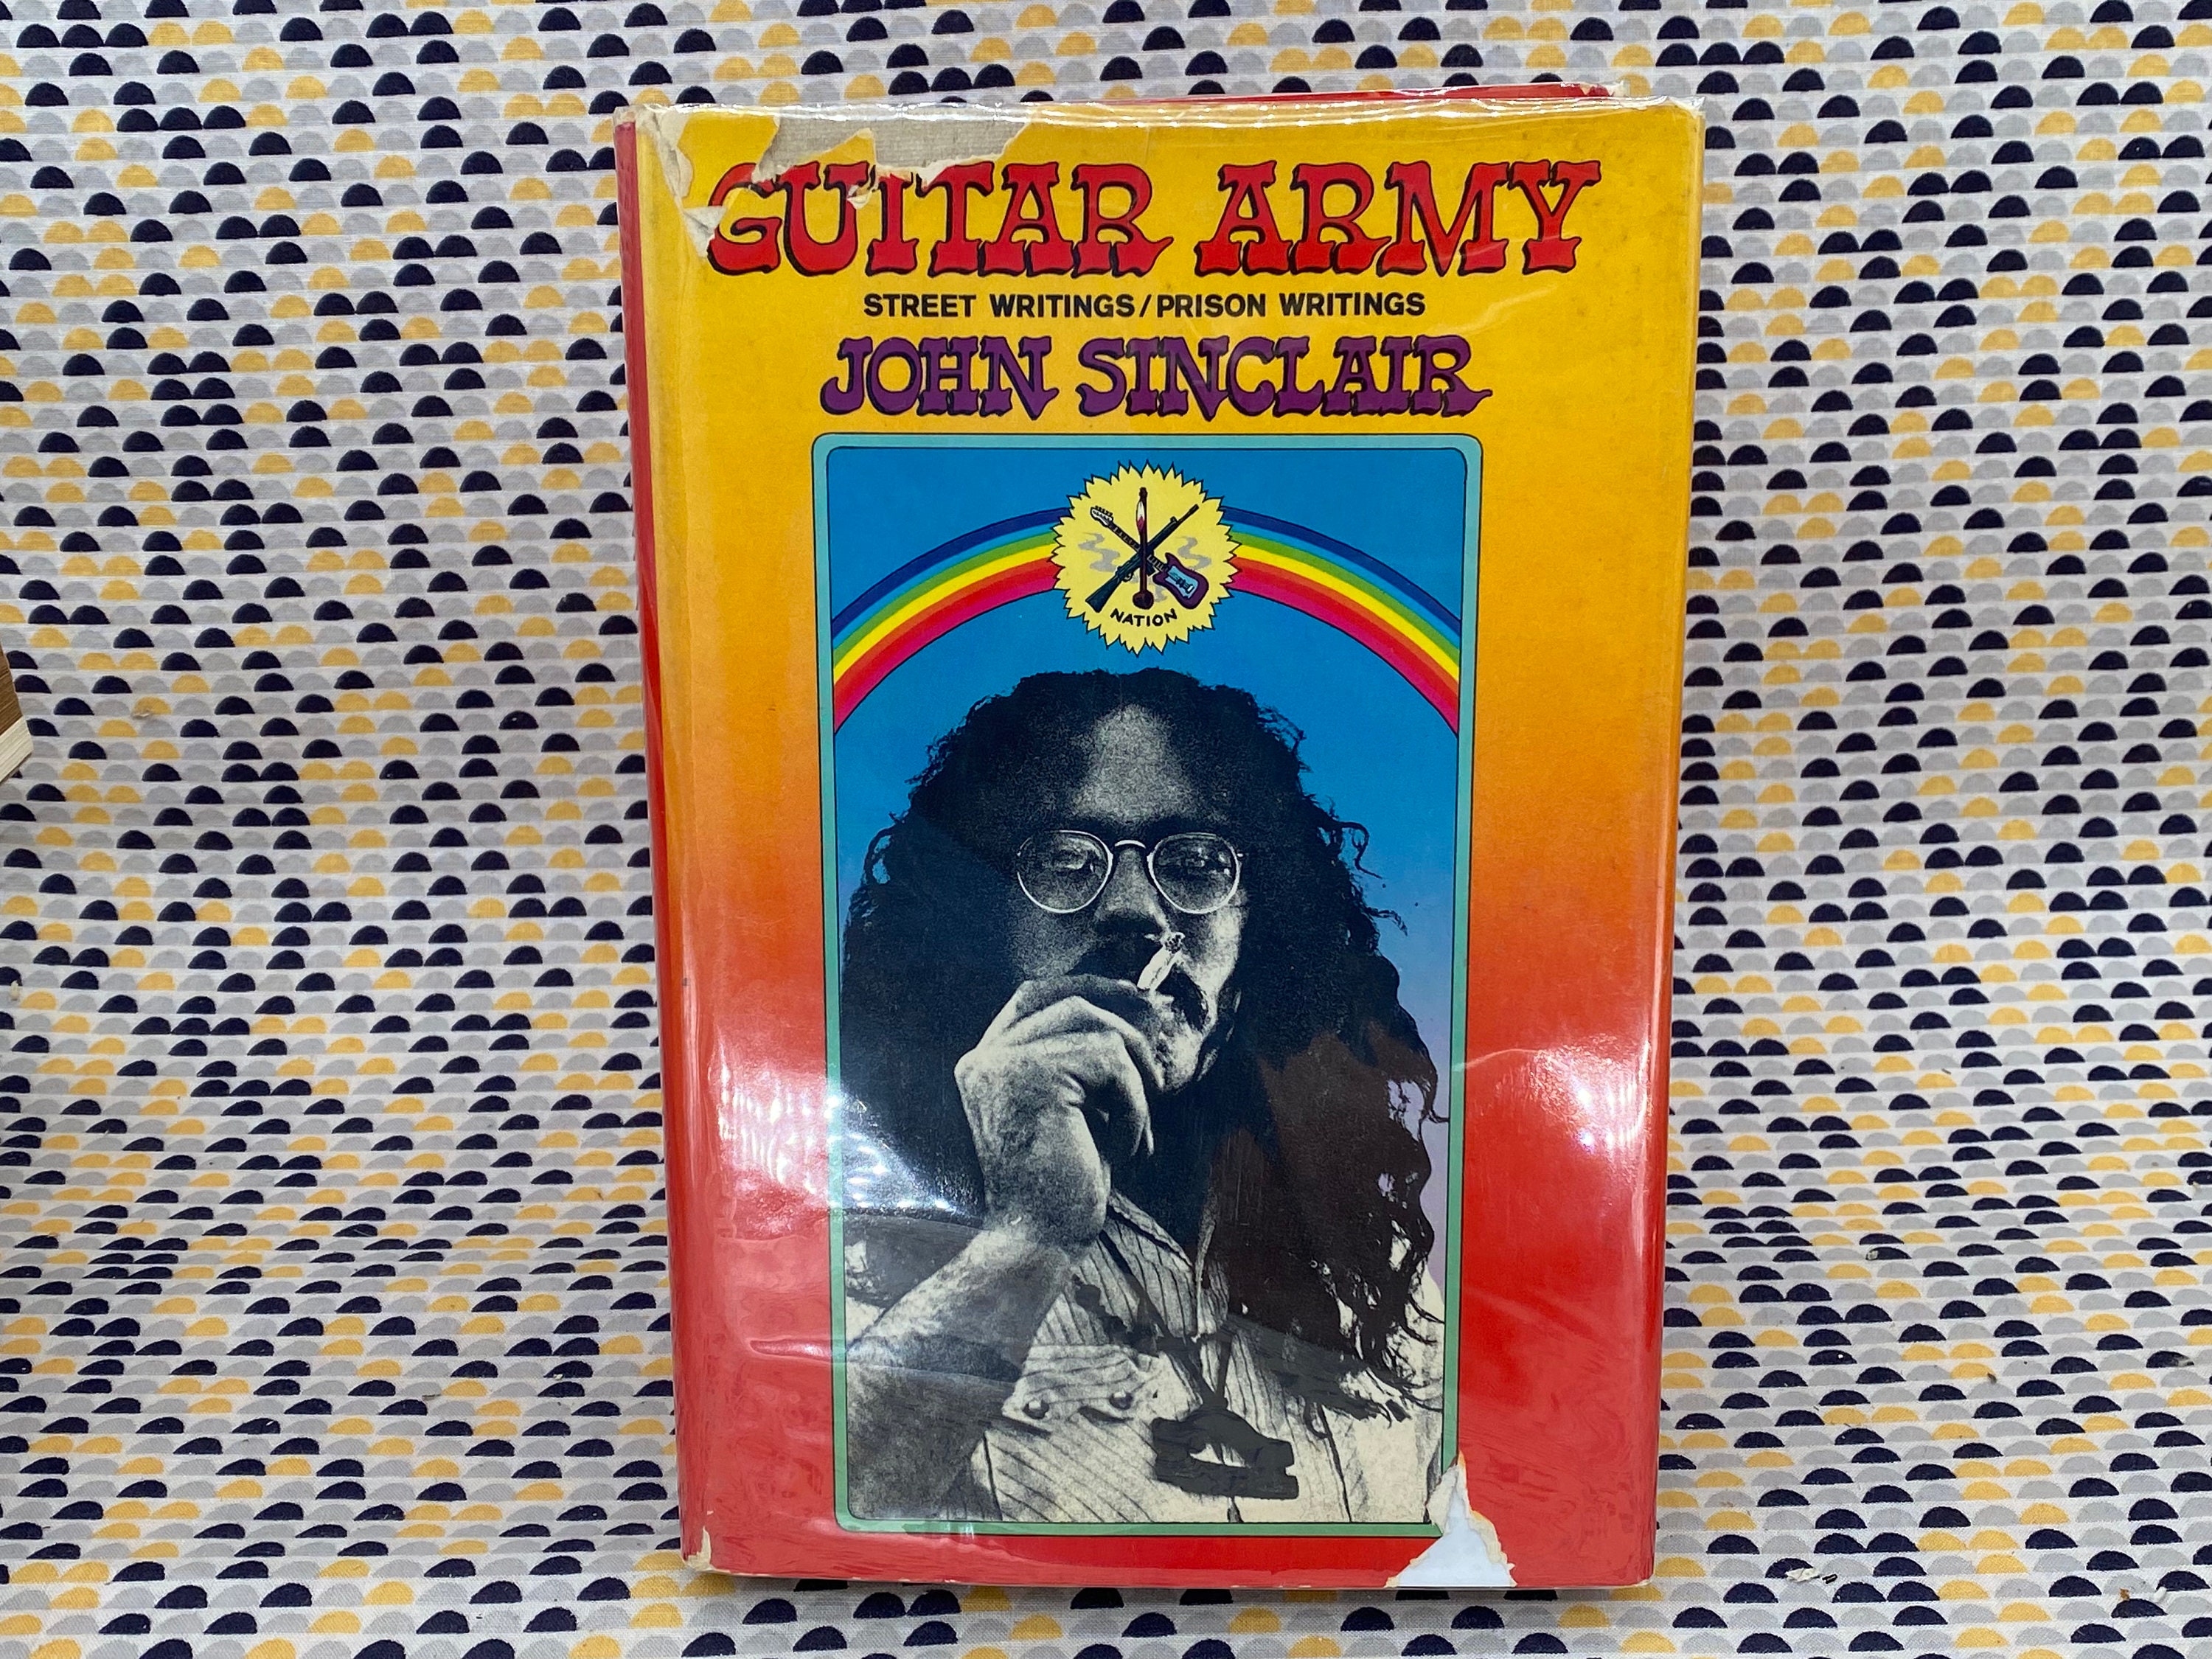 GUITAR ARMY
STREET WRITINGS/PRISON WRITINGS
JOHN SINCLAIR
NATION